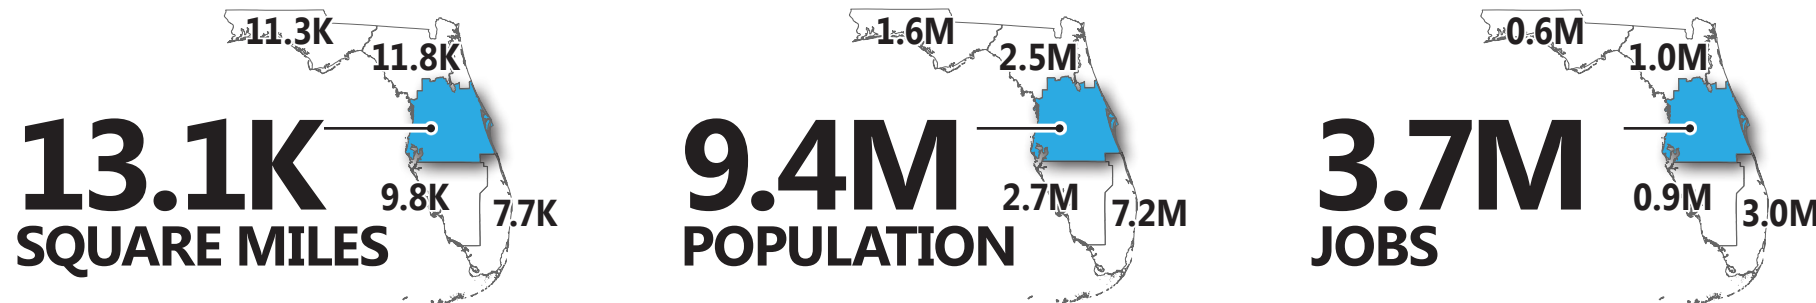 11.3K
11.8K
13.1K
9.8K
7.7K
SQUARE MILES
1.6M
2.5M
9.4M
2.7M
7.2M
POPULATION
0.6M
1.0M
3.7M
0.9M
3.0M
JOBS